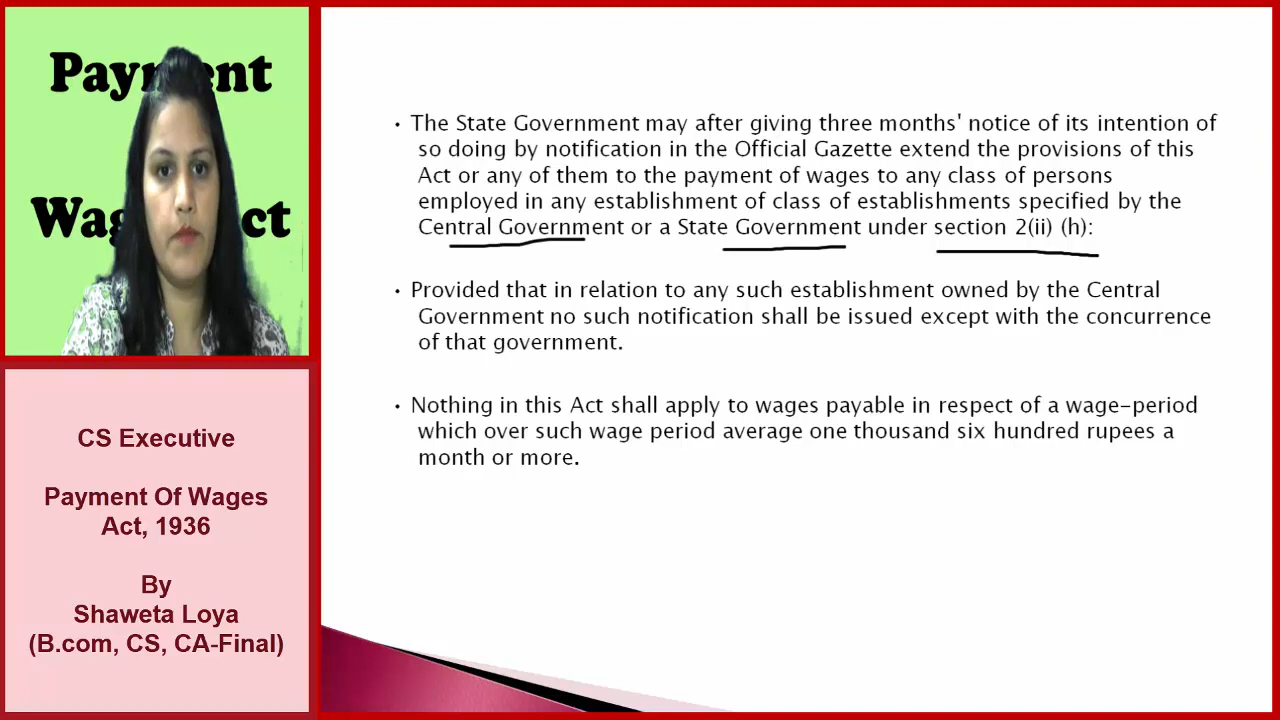 Payment
Wages Act
CS Executive
Payment Of Wages
Act, 1936
By
Shaweta Loya
(B.com, CS, CA-Final)
• The State Government may after giving three months' notice of its intention of
so doing by notification in the Official Gazette extend the provisions of this
Act or any of them to the payment of wages to any class of persons
employed in any establishment of class of establishments specified by the
Central Government or a State Government under section 2(ii) (h):
• Provided that in relation to any such establishment owned by the Central
Government no such notification shall be issued except with the concurrence
of that government.
• Nothing in this Act shall apply to wages payable in respect of a wage-period
which over such wage period average one thousand six hundred rupees a
month or more.